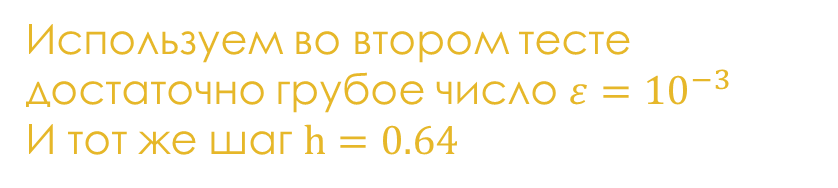 Используем во втором тесте
достаточно грубое число ε = 10⁻³
И тот же шаг h = 0.64